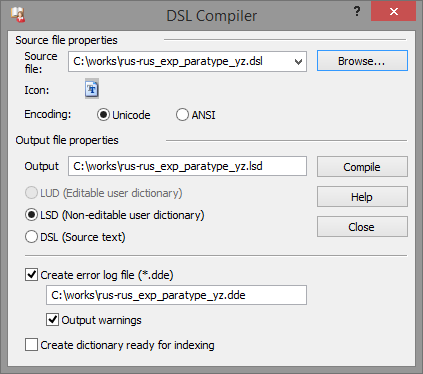 DSL Compiler
?
Source file properties
Source file:
C:\works\rus-rus_exp_paratype_yz.dsl
Browse...
Icon:
Encoding:
Unicode
ANSI
Output file properties
Output
C:\works\rus-rus_exp_paratype_yz.lsd
Compile
LUD (Editable user dictionary)
Help
LSD (Non-editable user dictionary)
Close
DSL (Source text)
Create error log file (*.dde)
C:\works\rus-rus_exp_paratype_yz.dde
Output warnings
Create dictionary ready for indexing